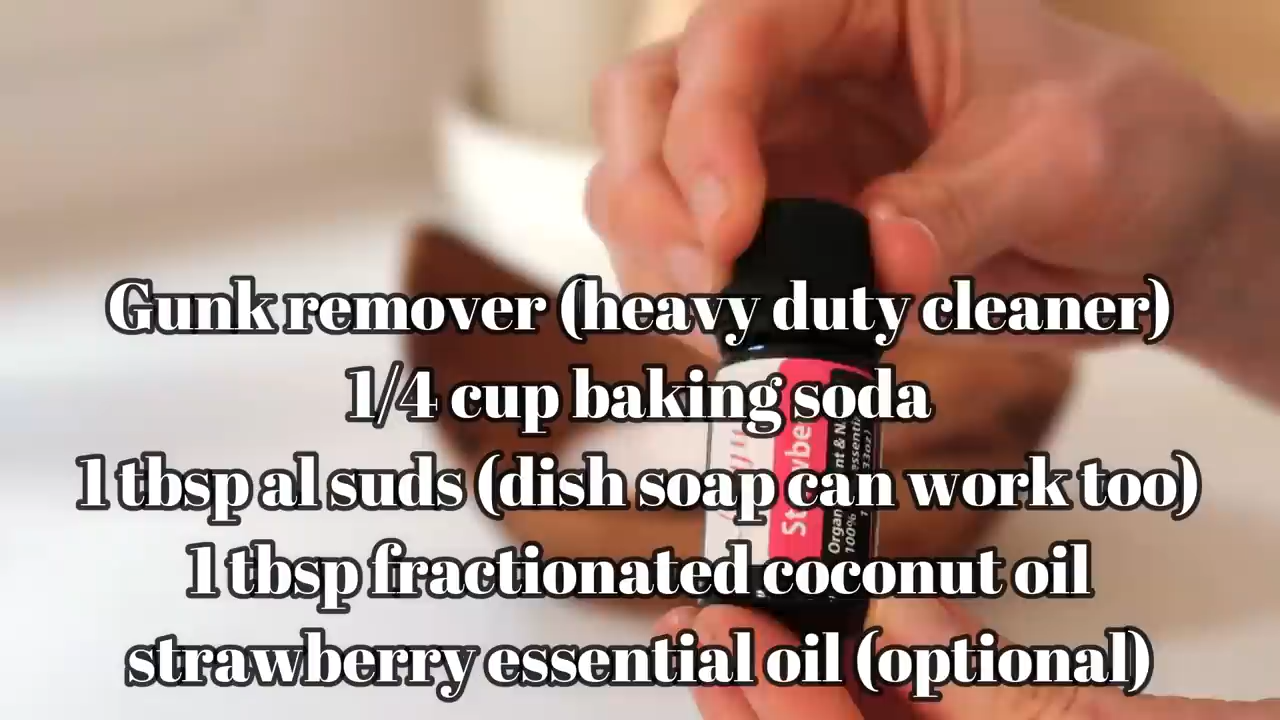 Gunk remover (heavy duty cleaner)
1/4 cup baking soda
1 tbsp al suds (dish soap can work too)
1 tbsp fractionated coconut oil
strawberry essential oil (optional)
100%